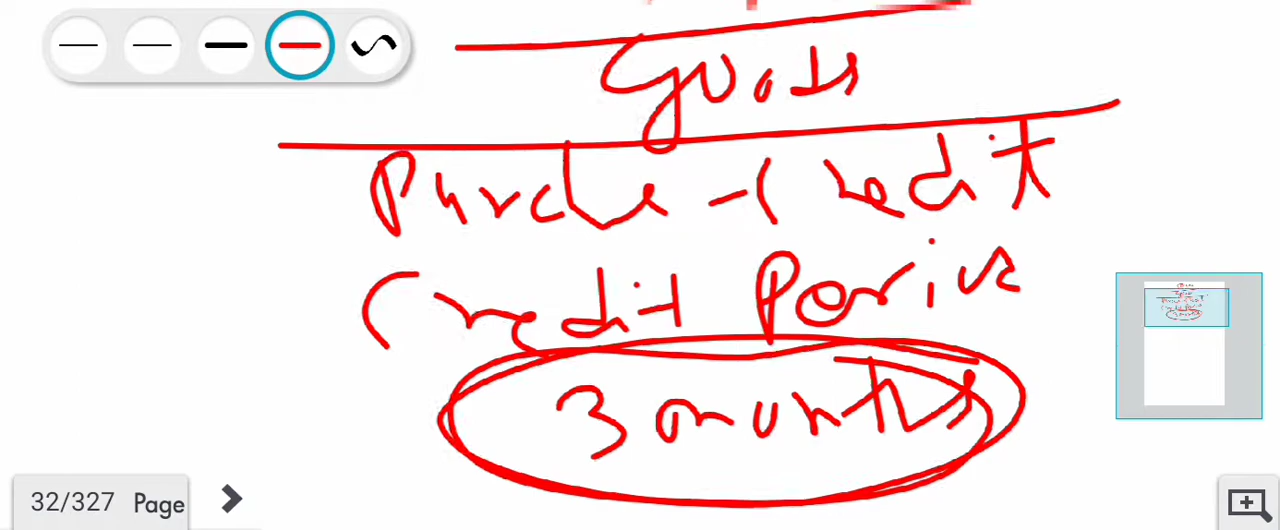 Goods
Purchase - Credit
Credit Period
3 months
32/327 Page